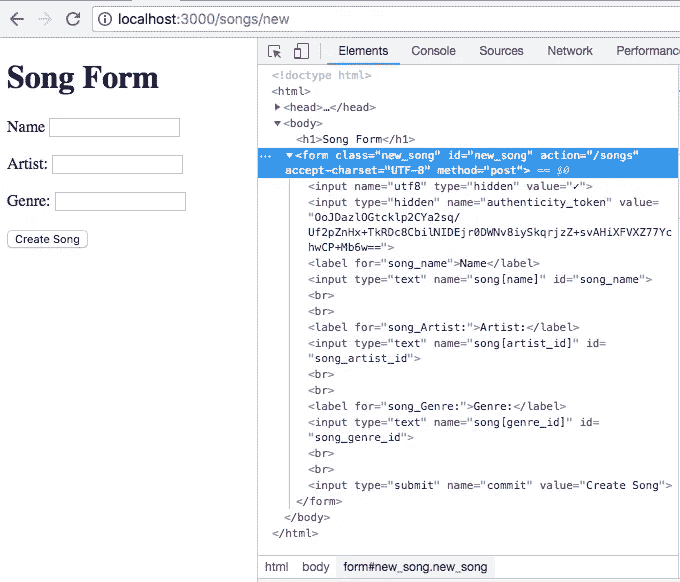 localhost:3000/songs/new
Song Form
Name
Artist:
Genre:
Create Song
Elements Console Sources Network Performanc
<!doctype html>
<html>
<head>…</head>
<body>
<h1>Song Form</h1>
<form class="new_song" id="new_song" action="/songs"
accept-charset="UTF-8" method="post"> == $0
<input name="utf8" type="hidden" value="✓">
<input type="hidden" name="authenticity_token" value=
"OoJDazlOGtcklp2CYa2sq/
Uf2pZnHx+TkRDc8CbilNIDEjr0DWNv8iySkqrjzZ+svAHiXFVXZ77Yc
hwCP+Mb6w==">
<label for="song_name">Name</label>
<input type="text" name="song[name]" id="song_name">
<br>
<br>
<label for="song_Artist:">Artist:</label>
<input type="text" name="song[artist_id]" id=
"song_artist_id">
<br>
<br>
<label for="song_Genre:">Genre:</label>
<input type="text" name="song[genre_id]" id=
"song_genre_id">
<br>
<br>
<input type="submit" name="commit" value="Create Song">
</form>
</body>
</html>
html body form#new_song.new_song